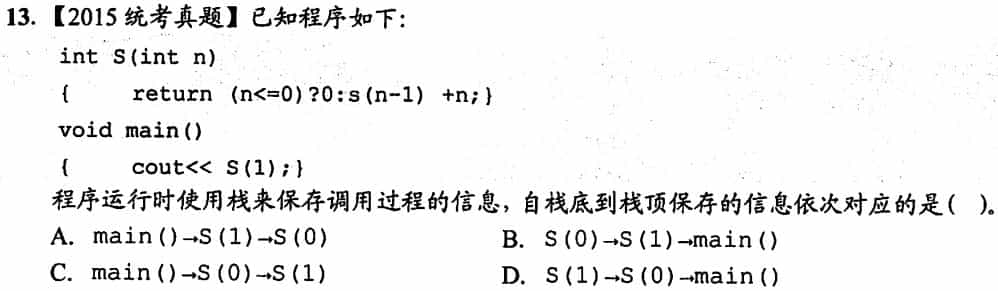 13. 【2015 统考真题】已知程序如下：
int S(int n)
{ return (n<=0)?0:s(n-1) +n;}
void main()
{ cout<< S(1);}
程序运行时使用栈来保存调用过程的信息，自栈底到栈顶保存的信息依次对应的是( )。
A. main()→S(1)→S(0) B. S(0)→S(1)→main()
C. main()→S(0)→S(1) D. S(1)→S(0)→main()